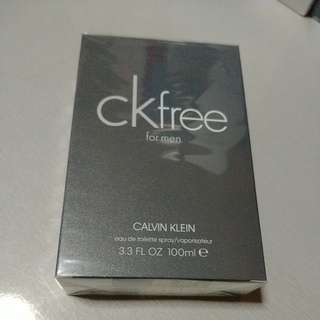 ckfree
for men
CALVIN KLEIN
eau de toilette spray/vaporisateur
3.3 FL OZ 100ml ℮